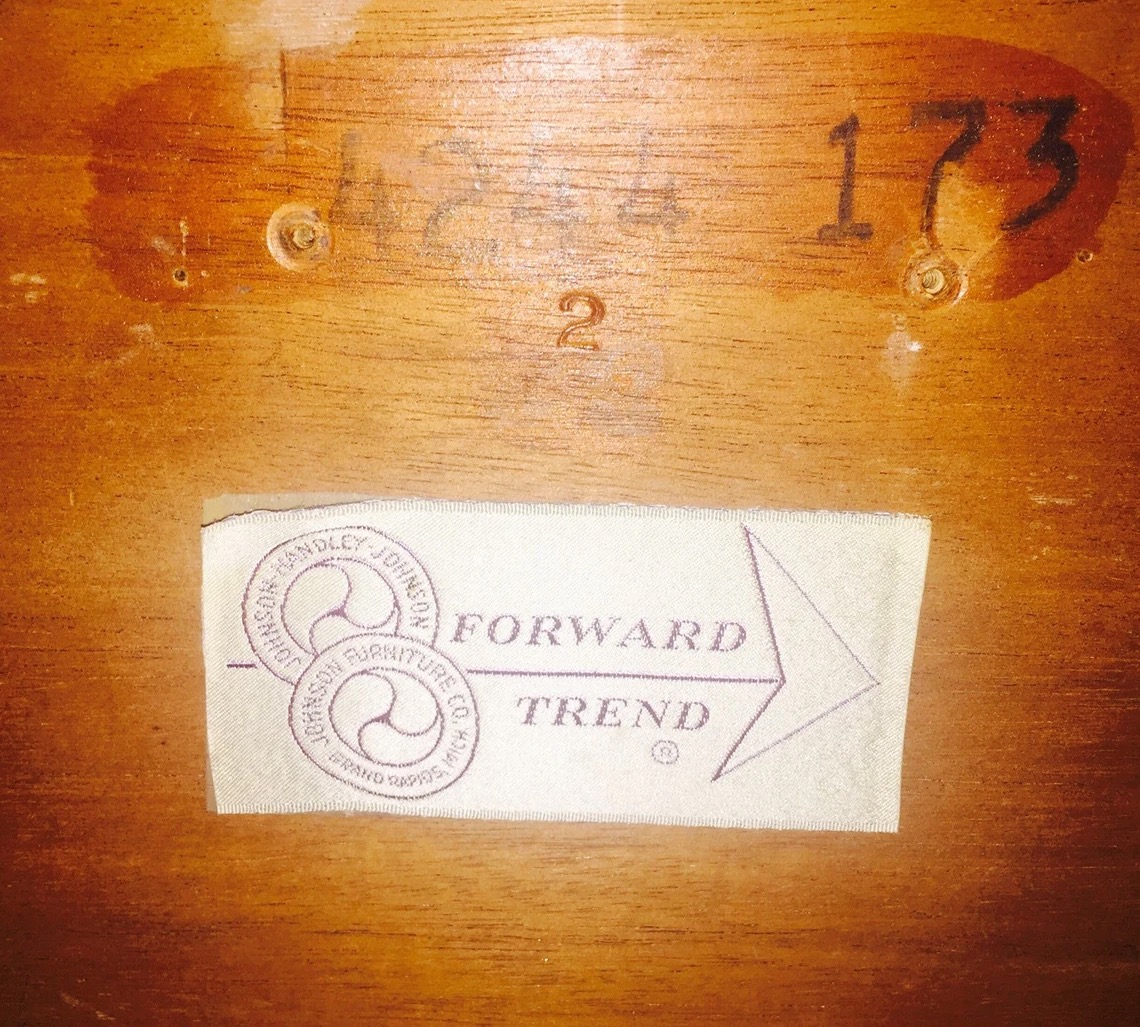 4244 173
2
JOHNSON-HANDLEY-JOHNSON
FORWARD
JOHNSON FURNITURE CO.
TREND
®
GRAND RAPIDS, MICH.